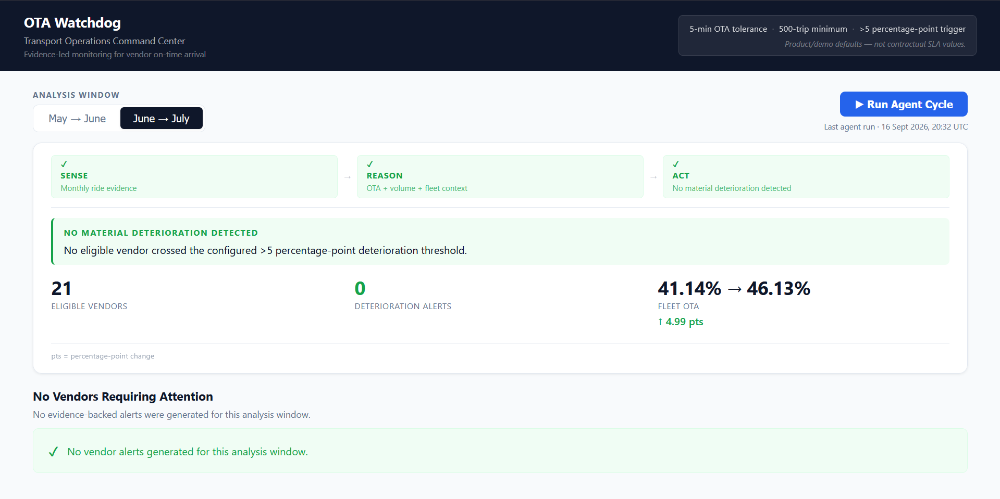 OTA Watchdog
Transport Operations Command Center
Evidence-led monitoring for vendor on-time arrival
5-min OTA tolerance · 500-trip minimum · >5 percentage-point trigger
Product/demo defaults — not contractual SLA values.
ANALYSIS WINDOW
May → June
June → July
▶ Run Agent Cycle
Last agent run · 16 Sept 2026, 20:32 UTC
✓
SENSE
Monthly ride evidence
→
✓
REASON
OTA + volume + fleet context
→
✓
ACT
No material deterioration detected
NO MATERIAL DETERIORATION DETECTED
No eligible vendor crossed the configured >5 percentage-point deterioration threshold.
21
ELIGIBLE VENDORS
0
DETERIORATION ALERTS
41.14% → 46.13%
FLEET OTA
↑ 4.99 pts
pts = percentage-point change
No Vendors Requiring Attention
No evidence-backed alerts were generated for this analysis window.
✓ No vendor alerts generated for this analysis window.